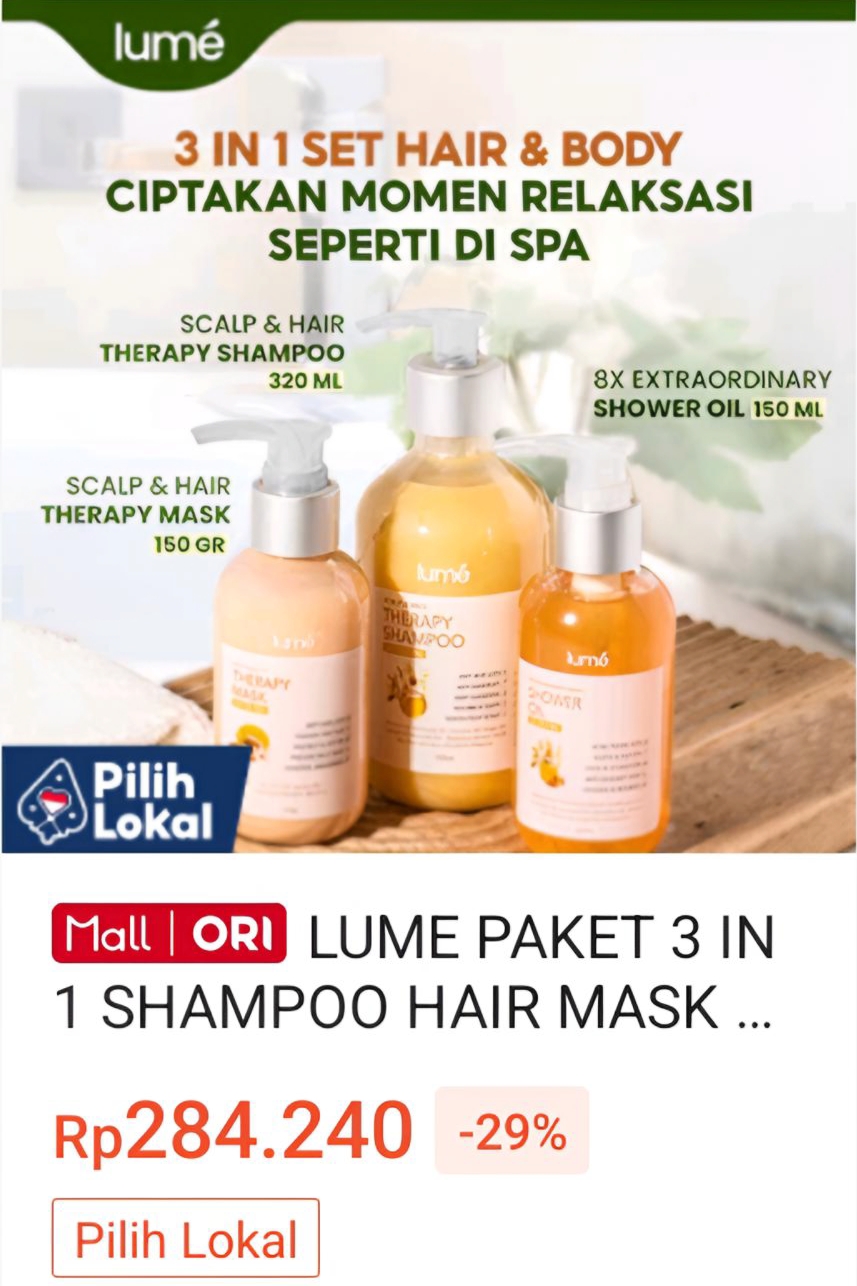 lumé
3 IN 1 SET HAIR & BODY
CIPTAKAN MOMEN RELAKSASI
SEPERTI DI SPA
SCALP & HAIR
THERAPY SHAMPOO
320 ML
8X EXTRAORDINARY
SHOWER OIL 150 ML
SCALP & HAIR
THERAPY MASK
150 GR
lumé
THERAPY
SHAMPOO
lumé
THERAPY
MASK
lumé
SHOWER
OIL
Pilih
Lokal
Mall | ORI LUME PAKET 3 IN
1 SHAMPOO HAIR MASK ...
Rp284.240 -29%
Pilih Lokal